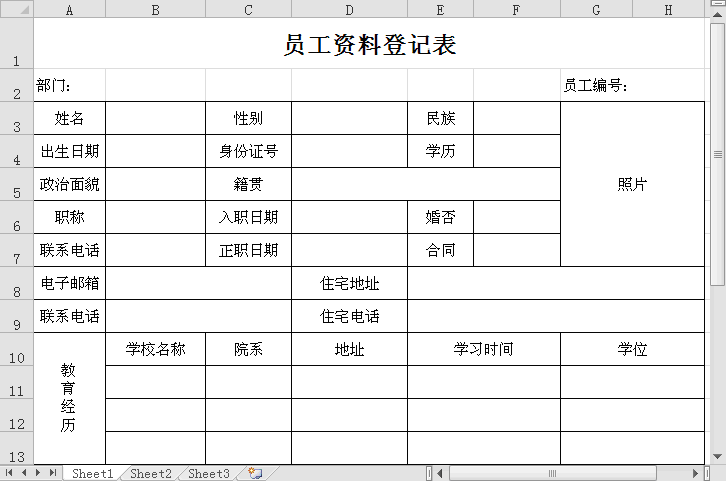 A B C D E F G H
1 员工资料登记表
2 部门: 员工编号:
3 姓名 性别 民族
4 出生日期 身份证号 学历
照片
5 政治面貌 籍贯
6 职称 入职日期 婚否
7 联系电话 正职日期 合同
8 电子邮箱 住宅地址
9 联系电话 住宅电话
10 学校名称 院系 地址 学习时间 学位
教
育
经
历
11
12
13
Sheet1 Sheet2 Sheet3